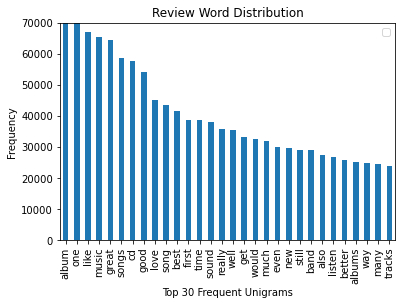 Review Word Distribution
70000
60000
50000
40000
30000
20000
10000
0
Frequency
album
one
like
music
great
songs
cd
good
love
song
best
first
time
sound
really
well
get
would
much
even
new
still
band
also
listen
better
albums
way
many
tracks
Top 30 Frequent Unigrams